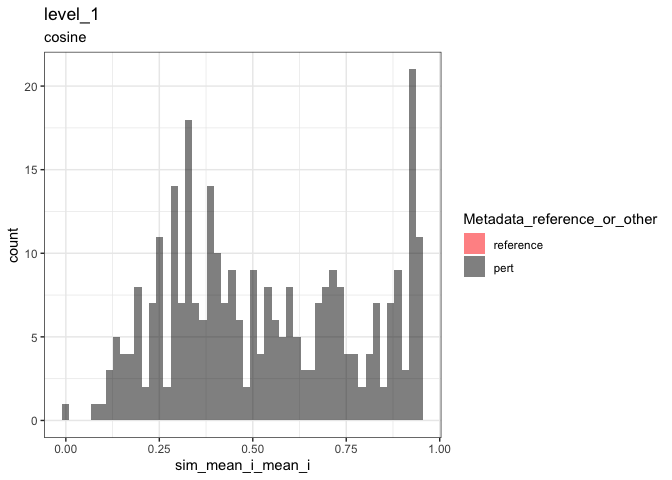 level_1
cosine
20
15
10
5
0
count
0.00 0.25 0.50 0.75 1.00
sim_mean_i_mean_i
Metadata_reference_or_other
reference
pert